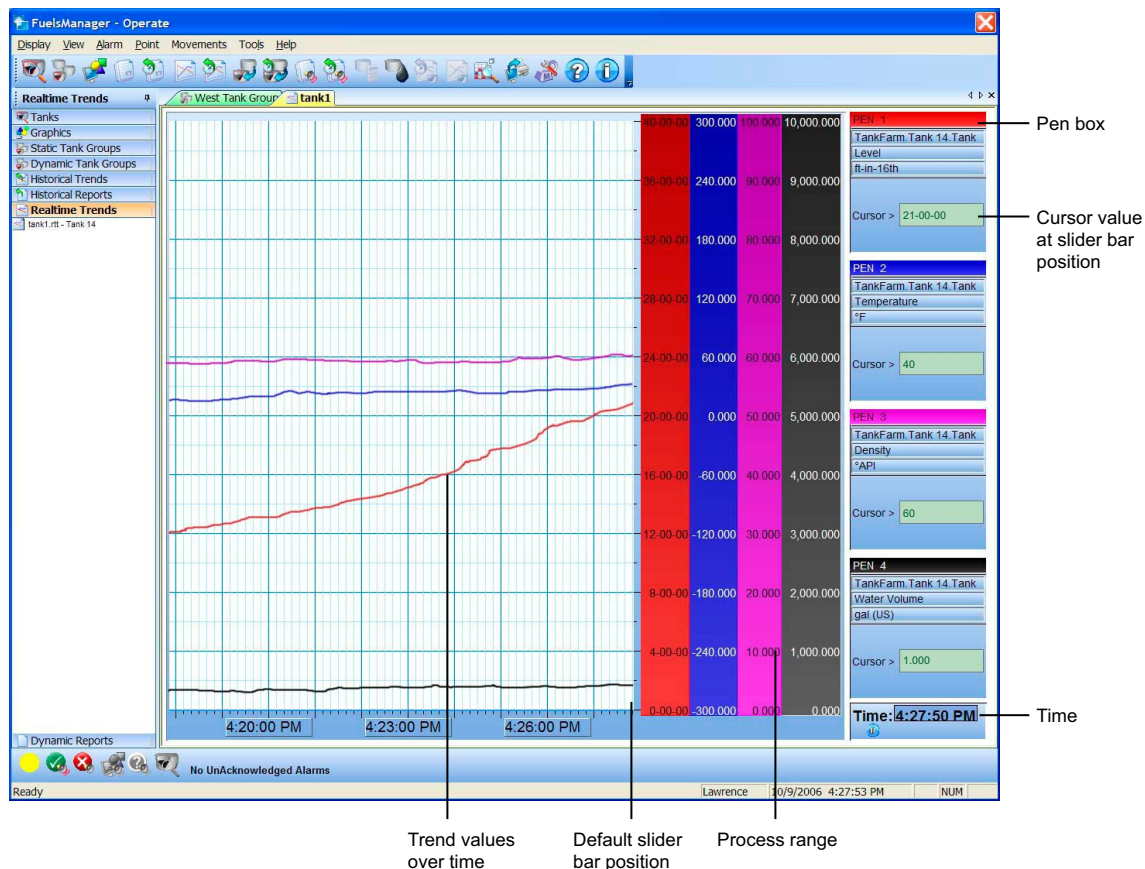 FuelsManager - Operate
Display View Alarm Point Movements Tools Help
Realtime Trends
West Tank Group
tank1
Tanks
Graphics
Static Tank Groups
Dynamic Tank Groups
Historical Trends
Historical Reports
Realtime Trends
tank1.rtt - Tank 14
Dynamic Reports
40-00-00 300.000 100.000 10,000.000
36-00-00 240.000 90.000 9,000.000
32-00-00 180.000 80.000 8,000.000
28-00-00 120.000 70.000 7,000.000
24-00-00 60.000 60.000 6,000.000
20-00-00 0.000 50.000 5,000.000
16-00-00 -60.000 40.000 4,000.000
12-00-00 -120.000 30.000 3,000.000
8-00-00 -180.000 20.000 2,000.000
4-00-00 -240.000 10.000 1,000.000
0-00-00 -300.000 0.000 0.000
4:20:00 PM 4:23:00 PM 4:26:00 PM
PEN 1
TankFarm.Tank 14.Tank
Level
ft-in-16th
Cursor > 21-00-00
PEN 2
TankFarm.Tank 14.Tank
Temperature
°F
Cursor > 40
PEN 3
TankFarm.Tank 14.Tank
Density
°API
Cursor > 60
PEN 4
TankFarm.Tank 14.Tank
Water Volume
gal (US)
Cursor > 1.000
Time: 4:27:50 PM
Pen box
Cursor value
at slider bar
position
Time
No UnAcknowledged Alarms
Ready
Lawrence
10/9/2006 4:27:53 PM
NUM
Trend values
over time
Default slider
bar position
Process range